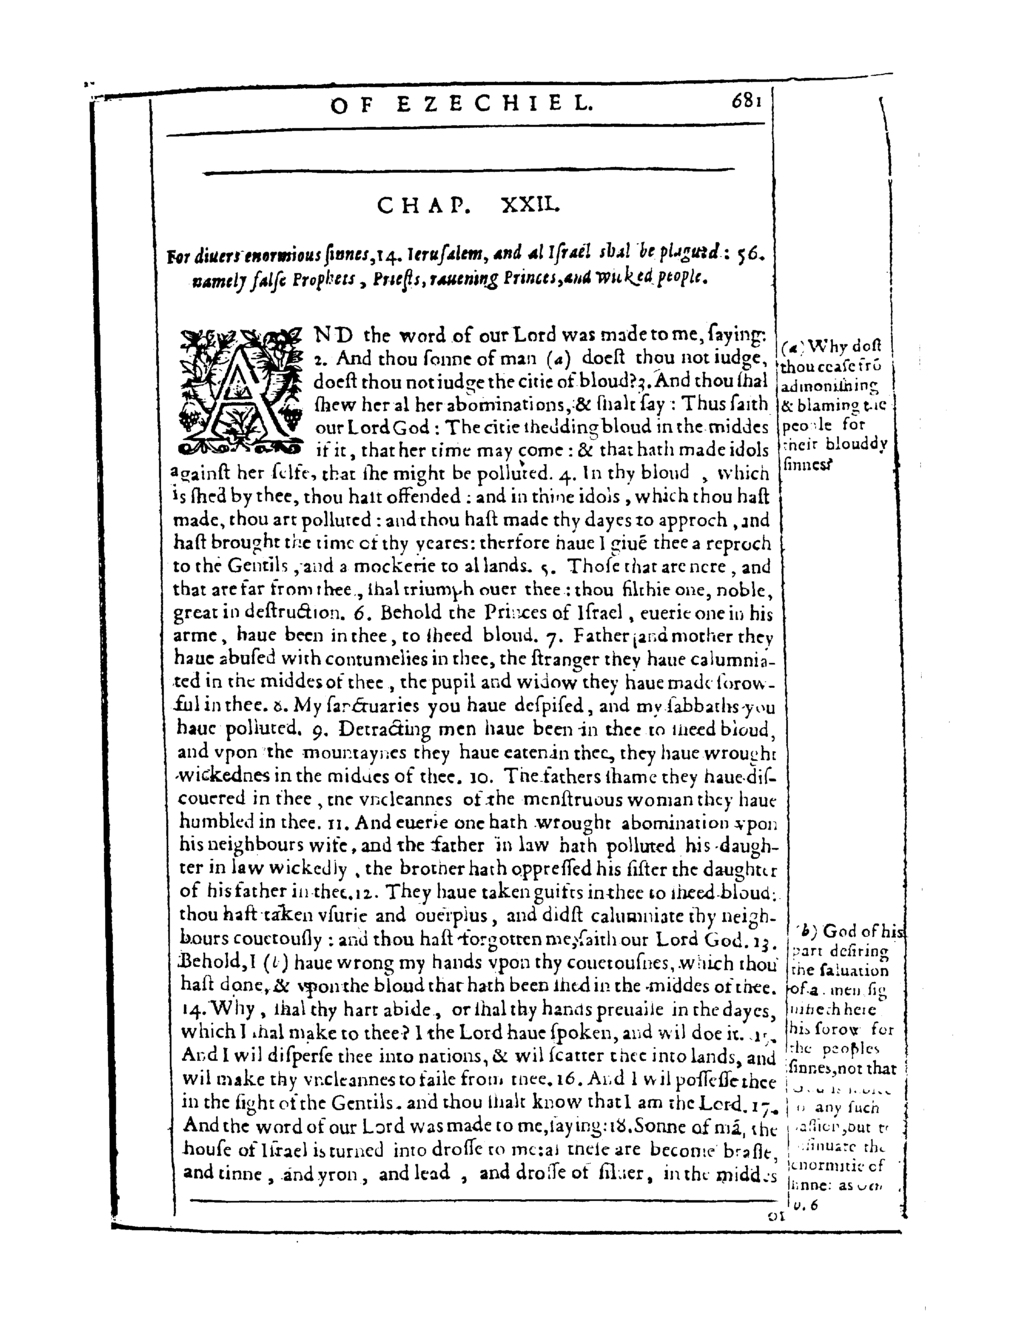 OF EZECHIEL. 681
CHAP. XXII.
For diuers enormious ſinnes, 14. Ieruſalem, and al Iſrael shal be plagued: 56.
namely falſe Prophets, Prieſts, rauening Princes, and wicked people.
AND the word of our Lord was made to me, ſaying:
2. And thou ſonne of man (a) doeſt thou not iudge,
doeſt thou not iudge the citie of bloud? 3. And thou ſhal
ſhew her al her abominations, & ſhalt ſay: Thus ſaith
our Lord God: The citie ſhedding bloud in the middes
if it, that her time may come: & that hath made idols
againſt her ſelfe, that ſhe might be polluted. 4. In thy bloud, which
is ſhed by thee, thou haſt offended: and in thine idols, which thou haſt
made, thou art polluted: and thou haſt made thy dayes to approch, and
haſt brought the time of thy yeares: therfore haue I giuē thee a reproch
to the Gentils, and a mockerie to al lands. 5. Thoſe that are nere, and
that are far from thee, ſhal triumph ouer thee: thou filthie one, noble,
great in deſtruction. 6. Behold the Princes of Iſrael, euerie one in his
arme, haue been in thee, to ſheed bloud. 7. Father and mother they
haue abuſed with contumelies in thee, the ſtranger they haue calumnia-
ted in the middes of thee, the pupil and widow they haue made ſorow-
ful in thee. 8. My ſanctuaries you haue deſpiſed, and my ſabbaths you
haue polluted. 9. Detracting men haue been in thee to ſheed bloud,
and vpon the mountaynes they haue eaten in thee, they haue wrought
wickednes in the middes of thee. 10. The fathers ſhame they haue diſ-
couered in thee, the vncleannes of the menſtruous woman they haue
humbled in thee. 11. And euerie one hath wrought abomination vpon
his neighbours wife, and the father in law hath polluted his daugh-
ter in law wickedly, the brother hath oppreſſed his ſiſter the daughter
of his father in thee. 12. They haue taken guifts in thee to ſheed bloud:
thou haſt taken vſurie and ouerplus, and didſt calumniate thy neigh-
bours couetouſly: and thou haſt forgotten me, ſaith our Lord God. 13.
Behold, I (b) haue wrong my hands vpon thy couetouſnes, which thou
haſt done, & vpon the bloud that hath been ſhed in the middes of thee.
14. Why, ſhal thy hart abide, or ſhal thy hands preuaile in the dayes,
which I ſhal make to thee? I the Lord haue ſpoken, and wil doe it. 15.
And I wil diſperſe thee into nations, & wil ſcatter thee into lands, and
wil make thy vncleannes to faile from thee. 16. And I wil poſſeſſe thee
in the ſight of the Gentils. and thou ſhalt know that I am the Lord. 17.
And the word of our Lord was made to me, ſaying: 18. Sonne of mā, the
houſe of Iſrael is turned into droſſe to me: al theſe are become braſſe,
and tinne, and yron, and lead, and droſſe of ſiluer, in the middes
of
(a) Why doſt
thou ceaſe frō
admoniſhing
& blaming the
people for
their blouddy
ſinnes?
(b) God of his
part deſiring
the ſaluation
of a. men ſig
nifieth here
his ſorow for
the peoples
ſinnes, not that
any ſuch
but
inſinuate the
enormitie of
ſinne: as
v. 6